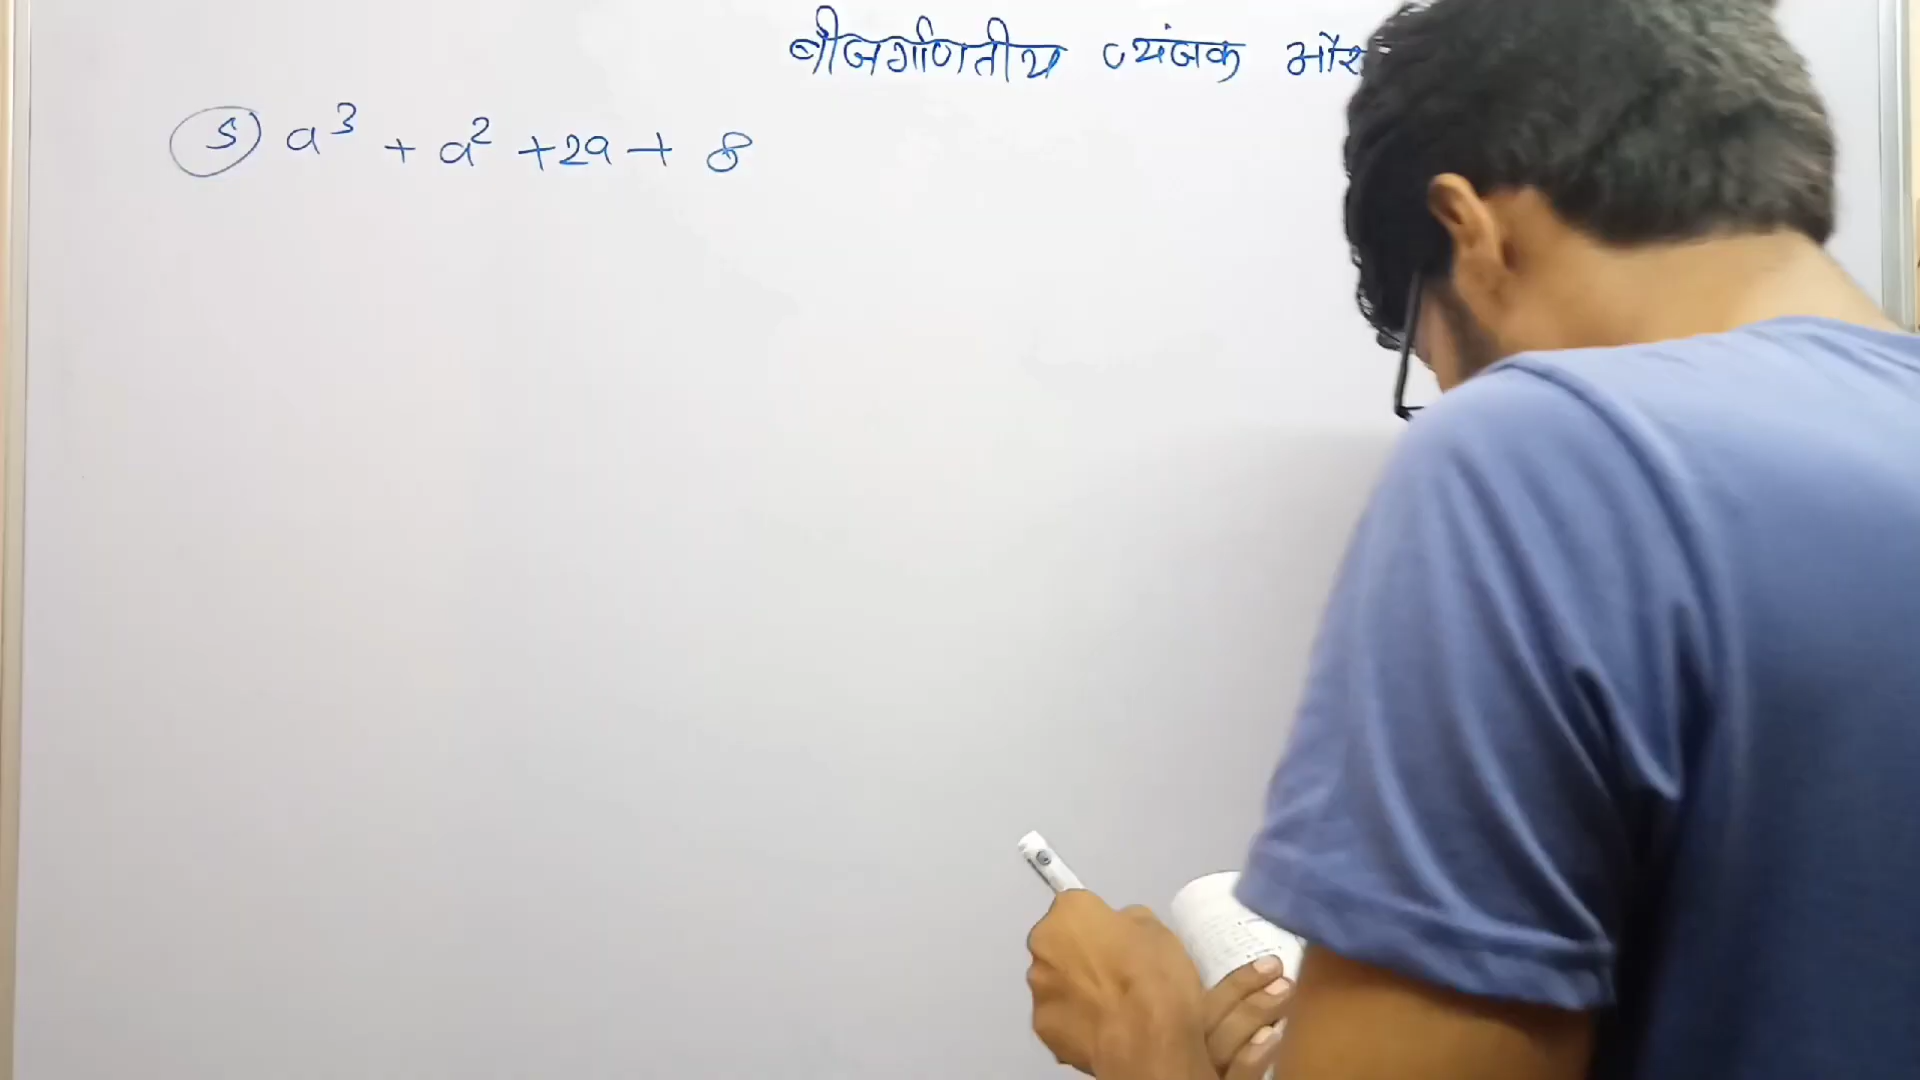 बीजगणितीय व्यंजक और
5 a³ + a² + 2a + 8